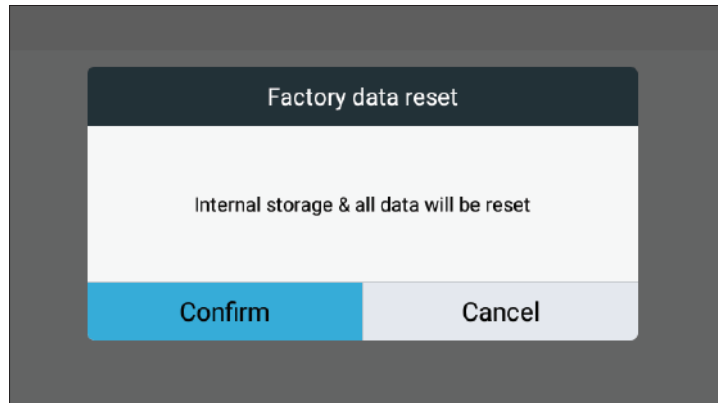 Factory data reset
Internal storage & all data will be reset
Confirm
Cancel